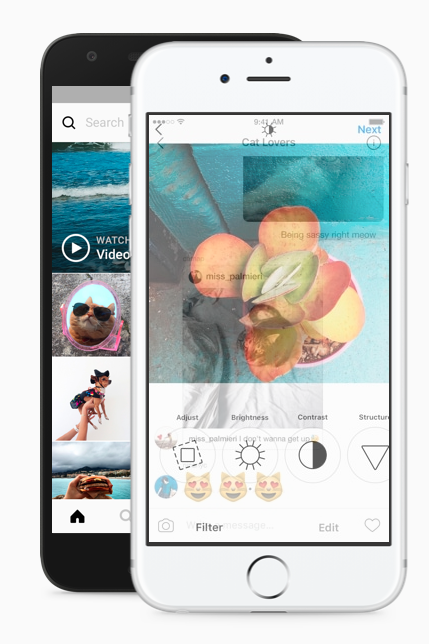 Search
WATCH
Video
9:41 AM
Next
Cat Lovers
Being sassy right meow
miss_palmieri
Adjust
Brightness
Contrast
Structure
miss_palmieri I don't wanna get up
message...
Filter
Edit